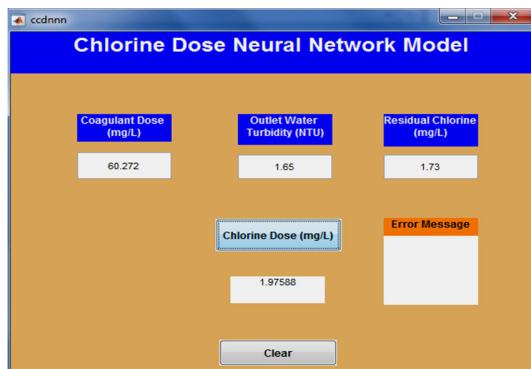 ccdnnn
Chlorine Dose Neural Network Model
Coagulant Dose
(mg/L)
Outlet Water
Turbidity (NTU)
Residual Chlorine
(mg/L)
60.272
1.65
1.73
Chlorine Dose (mg/L)
Error Message
1.97588
Clear